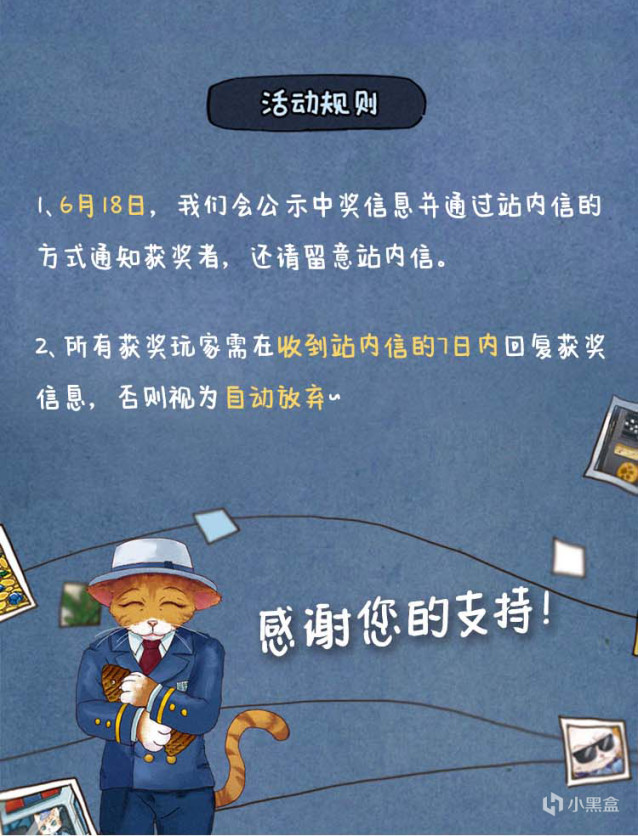 活动规则
1、6月18日，我们会公示中奖信息并通过站内信的
方式通知获奖者，还请留意站内信。
2、所有获奖玩家需在收到站内信的7日内回复获奖
信息，否则视为自动放弃~
感谢您的支持！
小黑盒